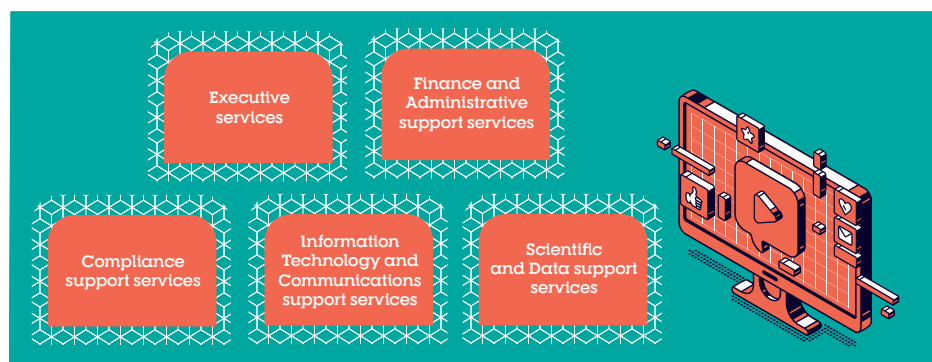 Executive
services
Finance and
Administrative
support services
Compliance
support services
Information
Technology and
Communications
support services
Scientific
and Data support
services